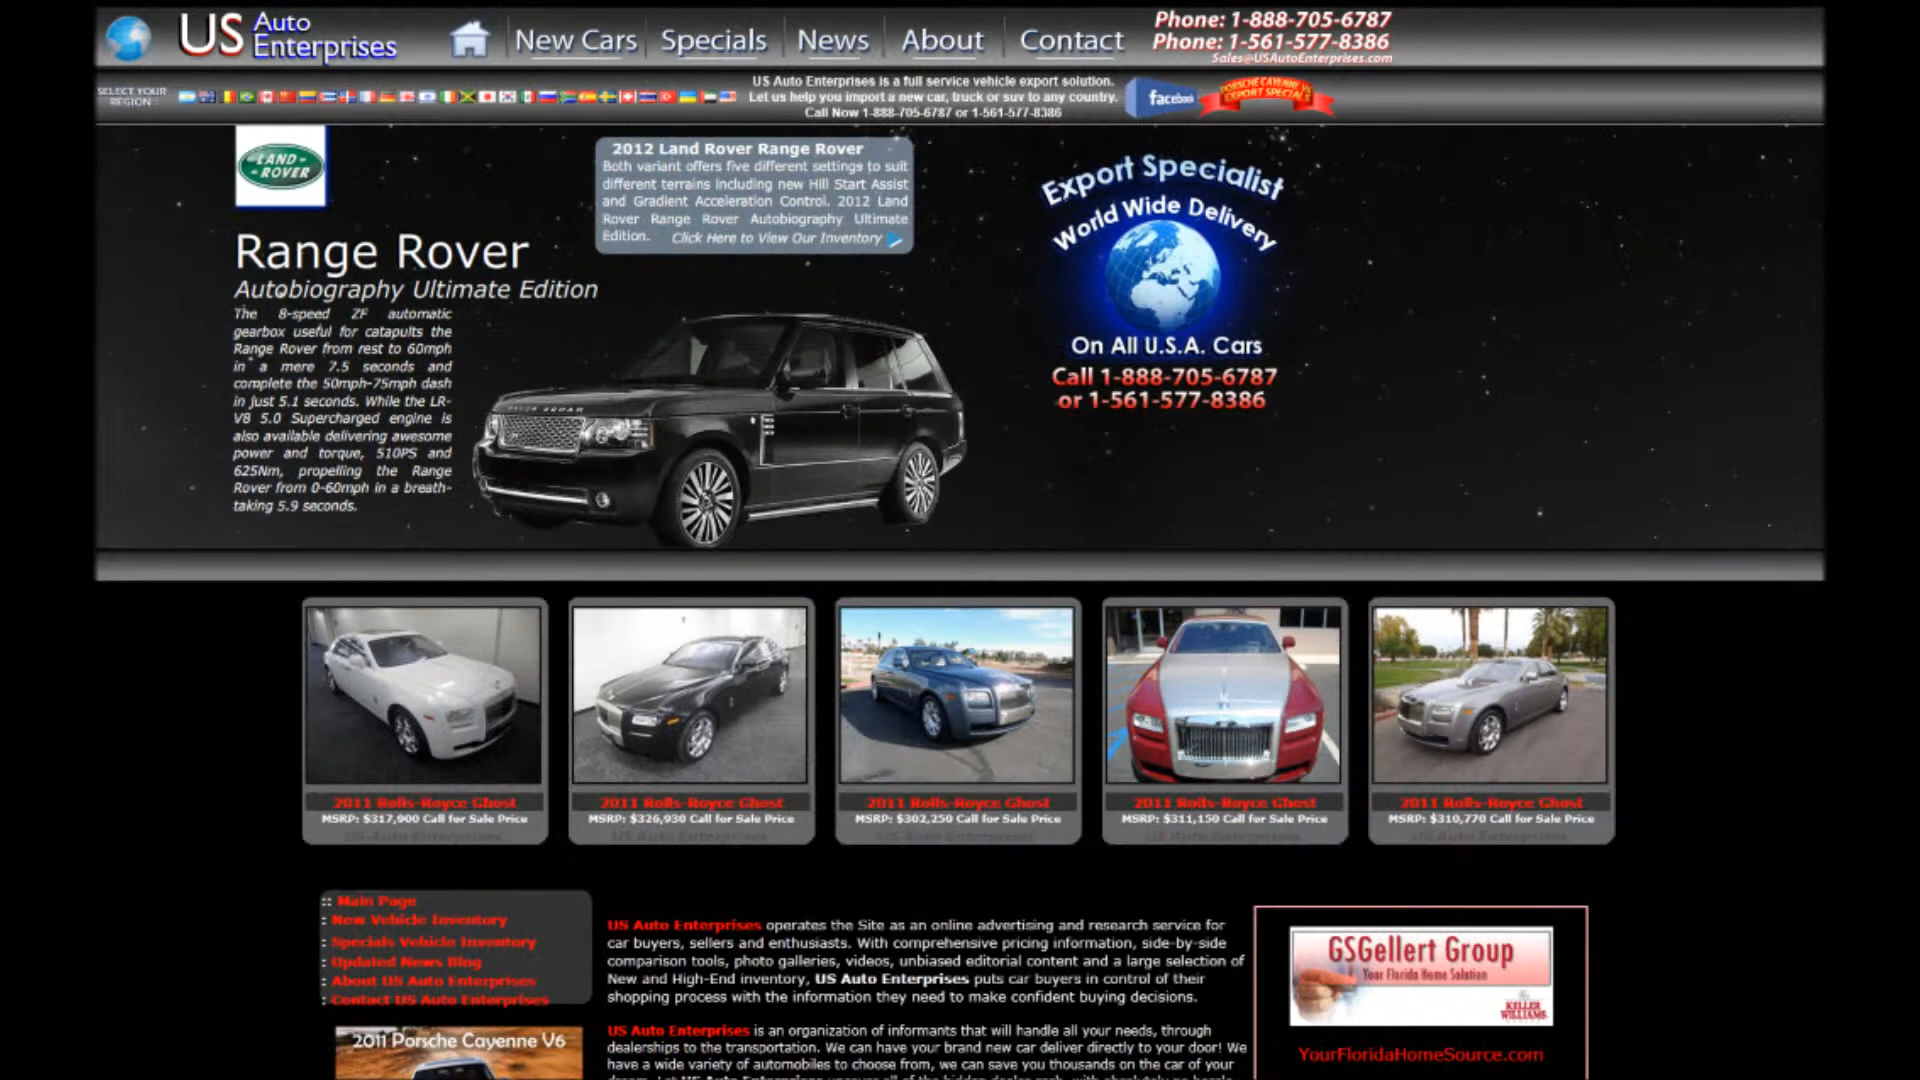 US Auto Enterprises
New Cars
Specials
News
About
Contact
Phone: 1-888-705-6787
Phone: 1-561-577-8386
Sales@USAutoEnterprises.com
SELECT YOUR
REGION
US Auto Enterprises is a full service vehicle export solution.
Let us help you import a new car, truck or suv to any country.
Call Now 1-888-705-6787 or 1-561-577-8386
facebook
PORSCHE CAYENNE V6
EXPORT SPECIALS
LAND-
ROVER
Range Rover
Autobiography Ultimate Edition
The 8-speed ZF automatic
gearbox useful for catapults the
Range Rover from rest to 60mph
in a mere 7.5 seconds and
complete the 50mph-75mph dash
in just 5.1 seconds. While the LR-
V8 5.0 Supercharged engine is
also available delivering awesome
power and torque, 510PS and
625Nm, propelling the Range
Rover from 0-60mph in a breath-
taking 5.9 seconds.
2012 Land Rover Range Rover
Both variant offers five different settings to suit
different terrains including new Hill Start Assist
and Gradient Acceleration Control. 2012 Land
Rover Range Rover Autobiography Ultimate
Edition. Click Here to View Our Inventory
RANGE ROVER
Export Specialist
World Wide Delivery
On All U.S.A. Cars
Call 1-888-705-6787
or 1-561-577-8386
2011 Rolls-Royce Ghost
MSRP: $317,900 Call for Sale Price
US Auto Enterprises
2011 Rolls-Royce Ghost
MSRP: $326,930 Call for Sale Price
US Auto Enterprises
2011 Rolls-Royce Ghost
MSRP: $302,250 Call for Sale Price
US Auto Enterprises
2011 Rolls-Royce Ghost
MSRP: $311,150 Call for Sale Price
US Auto Enterprises
2011 Rolls-Royce Ghost
MSRP: $310,770 Call for Sale Price
US Auto Enterprises
:: Main Page
: New Vehicle Inventory
: Specials Vehicle Inventory
: Updated News Blog
: About US Auto Enterprises
: Contact US Auto Enterprises
2011 Porsche Cayenne V6
US Auto Enterprises operates the Site as an online advertising and research service for
car buyers, sellers and enthusiasts. With comprehensive pricing information, side-by-side
comparison tools, photo galleries, videos, unbiased editorial content and a large selection of
New and High-End inventory, US Auto Enterprises puts car buyers in control of their
shopping process with the information they need to make confident buying decisions.
US Auto Enterprises is an organization of informants that will handle all your needs, through
dealerships to the transportation. We can have your brand new car deliver directly to your door! We
have a wide variety of automobiles to choose from, we can save you thousands on the car of your
GSGellert Group
Your Florida Home Solution
KELLER
WILLIAMS
YourFloridaHomeSource.com